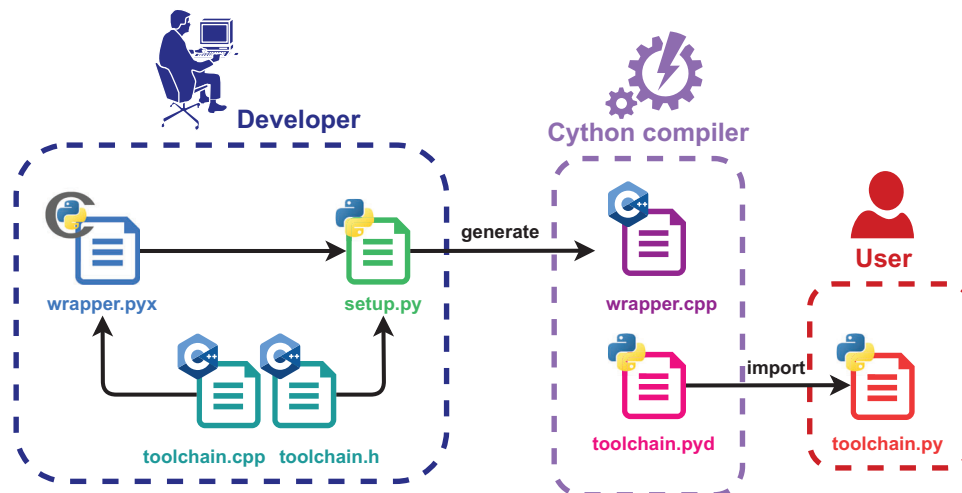 Developer
Cython compiler
User
wrapper.pyx
setup.py
generate
wrapper.cpp
toolchain.cpp
toolchain.h
toolchain.pyd
import
toolchain.py
C++
C++
C++